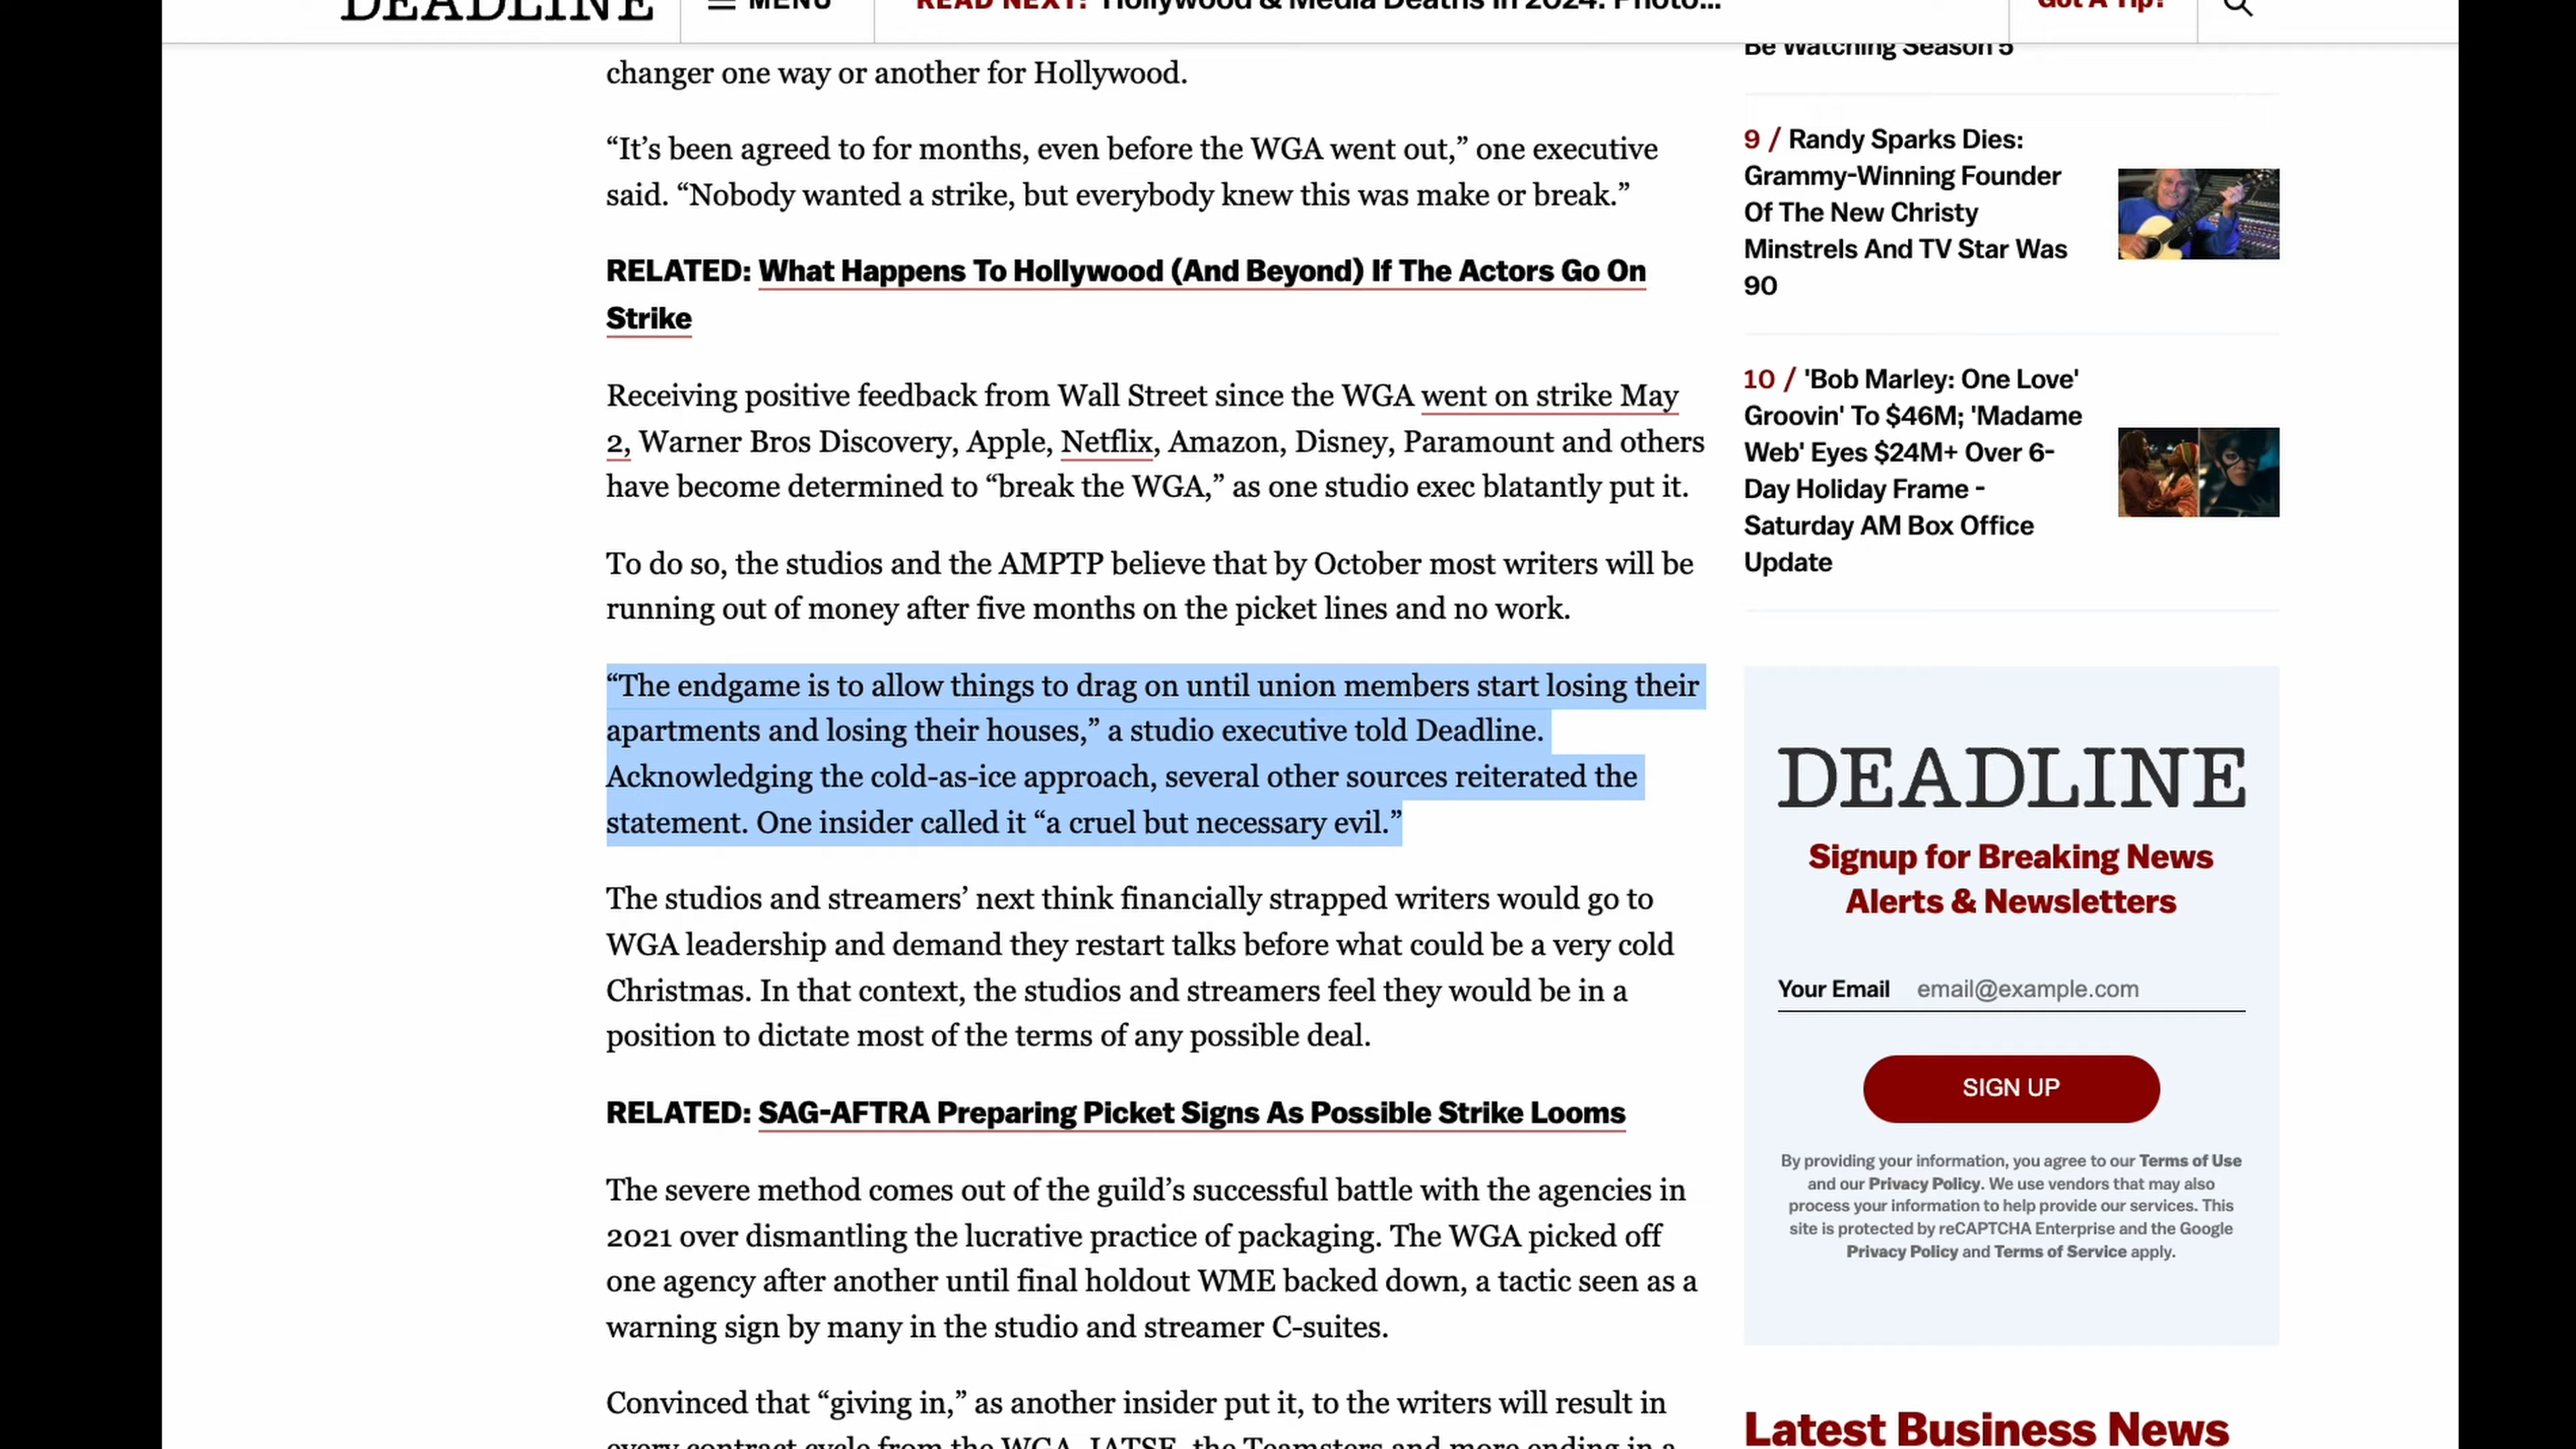 DEADLINE
MENU
READ NEXT: Hollywood & Media Deaths In 2024: Photo...
Got A Tip?
changer one way or another for Hollywood.
“It’s been agreed to for months, even before the WGA went out,” one executive
said. “Nobody wanted a strike, but everybody knew this was make or break.”
RELATED: What Happens To Hollywood (And Beyond) If The Actors Go On
Strike
Receiving positive feedback from Wall Street since the WGA went on strike May
2, Warner Bros Discovery, Apple, Netflix, Amazon, Disney, Paramount and others
have become determined to “break the WGA,” as one studio exec blatantly put it.
To do so, the studios and the AMPTP believe that by October most writers will be
running out of money after five months on the picket lines and no work.
“The endgame is to allow things to drag on until union members start losing their
apartments and losing their houses,” a studio executive told Deadline.
Acknowledging the cold-as-ice approach, several other sources reiterated the
statement. One insider called it “a cruel but necessary evil.”
The studios and streamers’ next think financially strapped writers would go to
WGA leadership and demand they restart talks before what could be a very cold
Christmas. In that context, the studios and streamers feel they would be in a
position to dictate most of the terms of any possible deal.
RELATED: SAG-AFTRA Preparing Picket Signs As Possible Strike Looms
The severe method comes out of the guild’s successful battle with the agencies in
2021 over dismantling the lucrative practice of packaging. The WGA picked off
one agency after another until final holdout WME backed down, a tactic seen as a
warning sign by many in the studio and streamer C-suites.
Convinced that “giving in,” as another insider put it, to the writers will result in
every contract cycle from the WGA, IATSE, the Teamsters and more ending in a
Be Watching Season 5
9 / Randy Sparks Dies:
Grammy-Winning Founder
Of The New Christy
Minstrels And TV Star Was
90
10 / 'Bob Marley: One Love'
Groovin' To $46M; 'Madame
Web' Eyes $24M+ Over 6-
Day Holiday Frame -
Saturday AM Box Office
Update
DEADLINE
Signup for Breaking News
Alerts & Newsletters
Your Email email@example.com
SIGN UP
By providing your information, you agree to our Terms of Use
and our Privacy Policy. We use vendors that may also
process your information to help provide our services. This
site is protected by reCAPTCHA Enterprise and the Google
Privacy Policy and Terms of Service apply.
Latest Business News